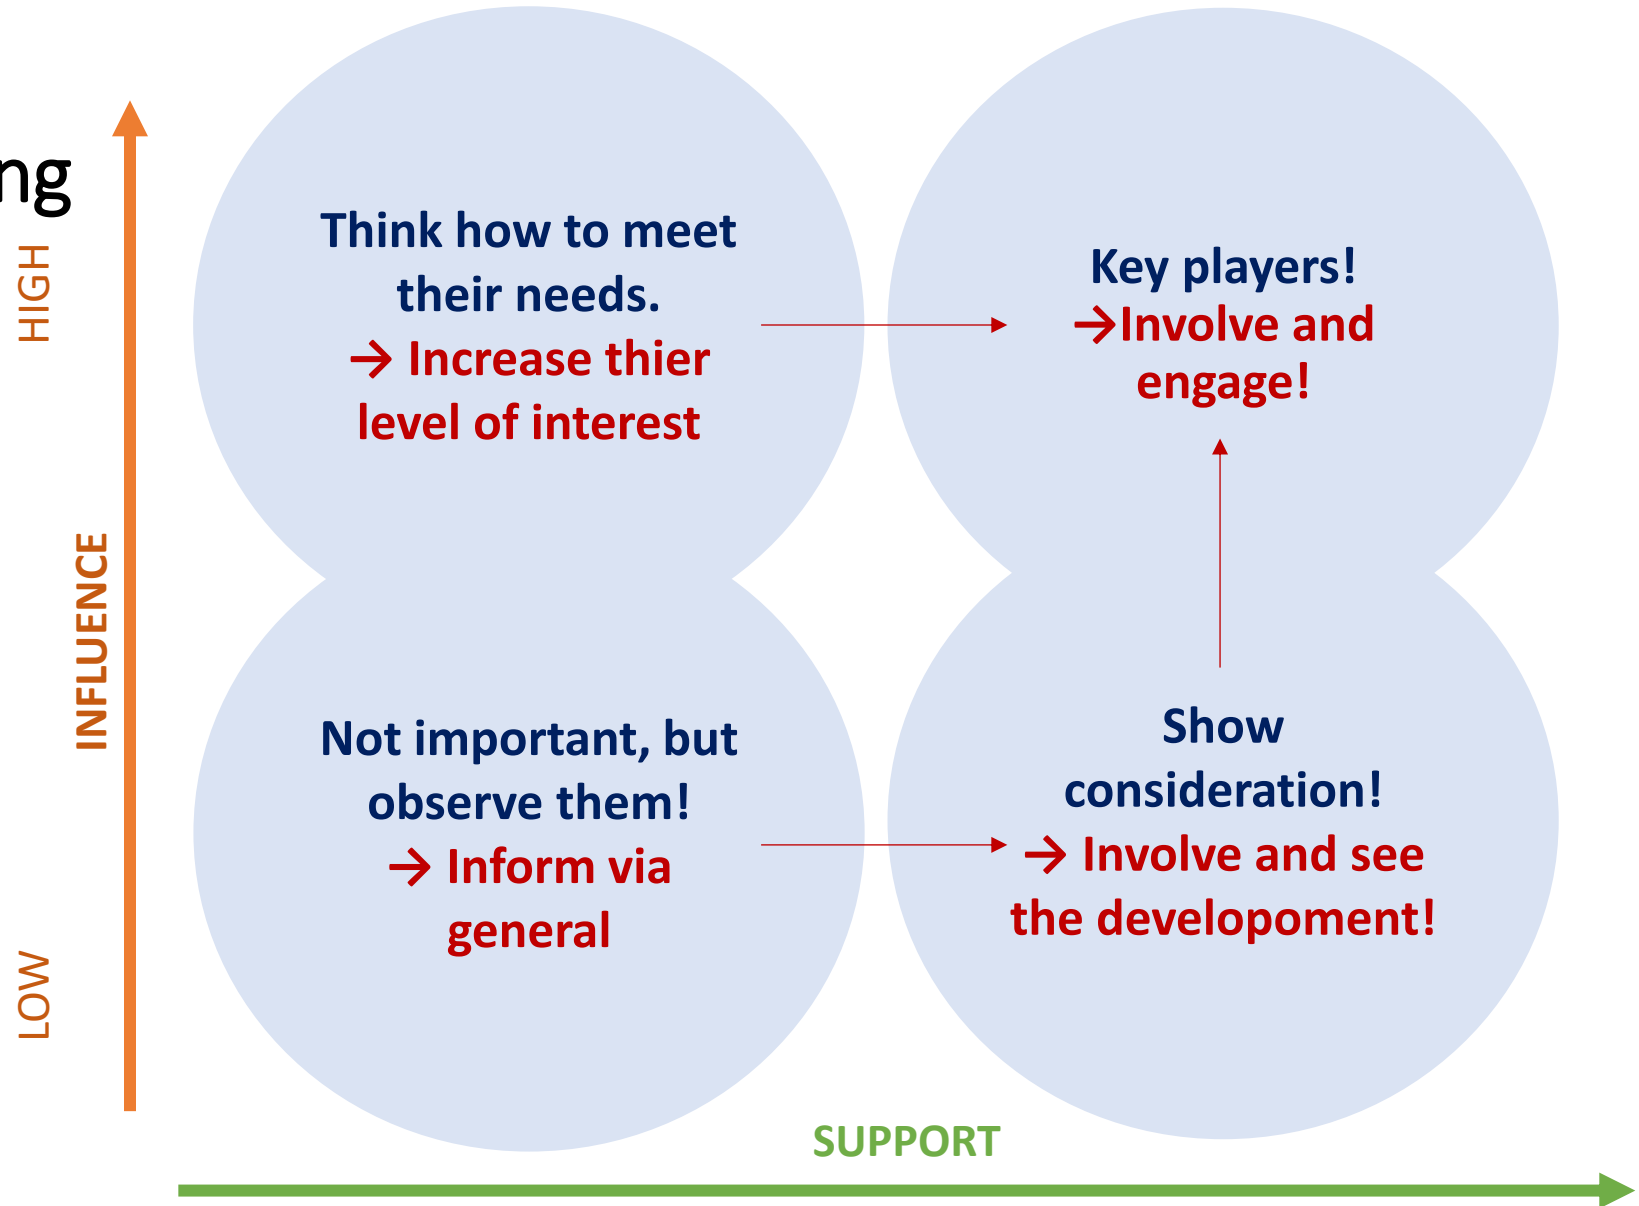 ng
HIGH
Think how to meet
their needs.
→ Increase thier
level of interest
Key players!
→Involve and
engage!
INFLUENCE
Not important, but
observe them!
→ Inform via
general
Show
consideration!
→ Involve and see
the developoment!
LOW
SUPPORT